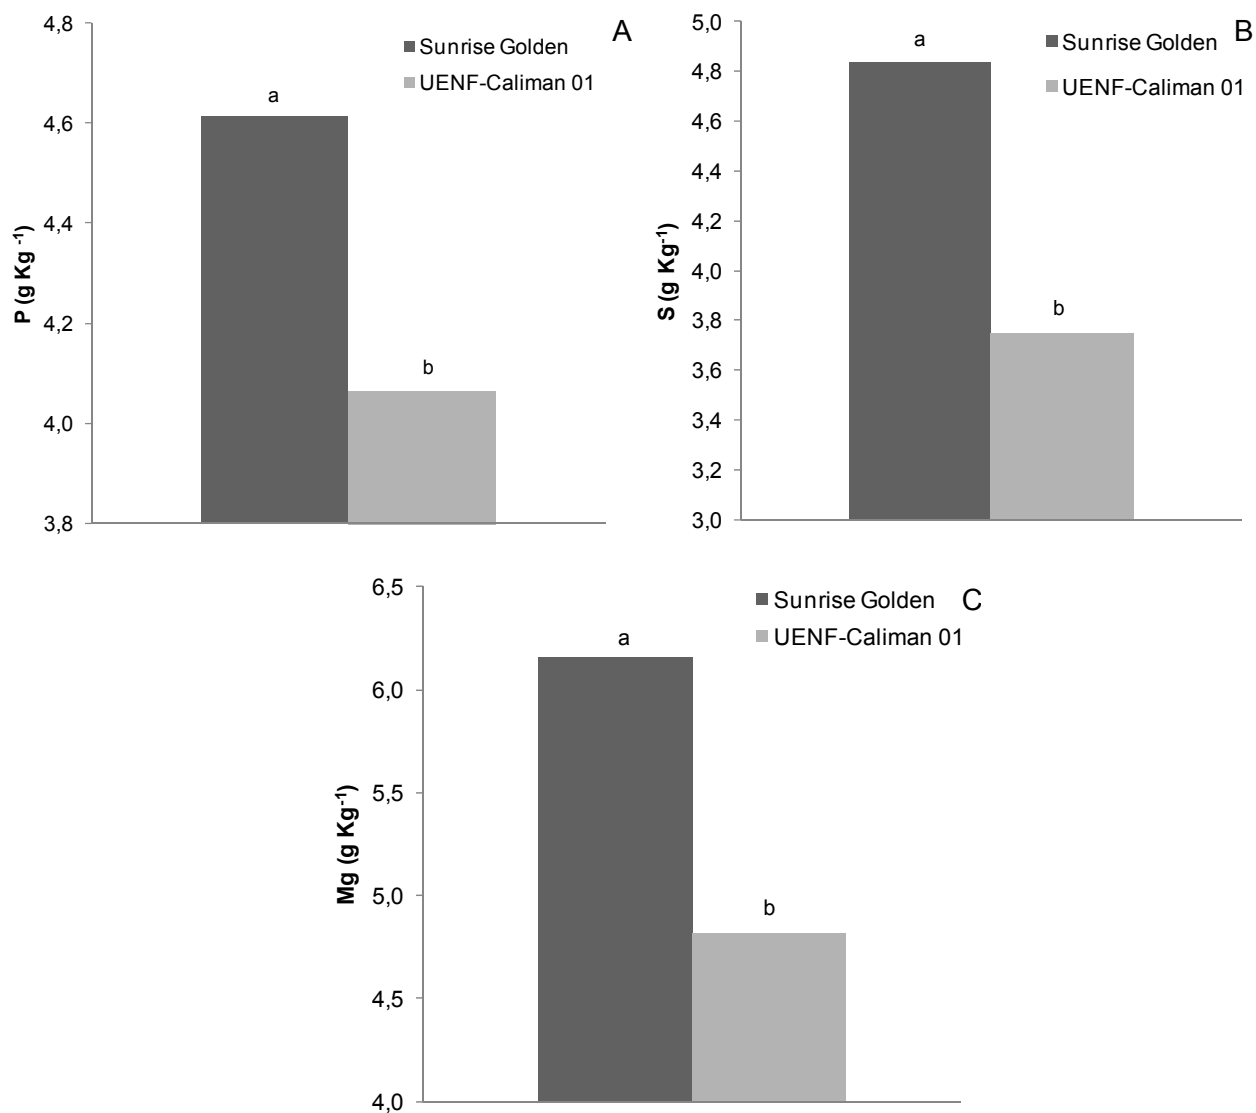 A
Sunrise Golden
UENF-Caliman 01
P (g Kg⁻¹)
4,8
4,6
4,4
4,2
4,0
3,8
a
b
B
Sunrise Golden
UENF-Caliman 01
S (g Kg⁻¹)
5,0
4,8
4,6
4,4
4,2
4,0
3,8
3,6
3,4
3,2
3,0
a
b
C
Sunrise Golden
UENF-Caliman 01
Mg (g Kg⁻¹)
6,5
6,0
5,5
5,0
4,5
4,0
a
b